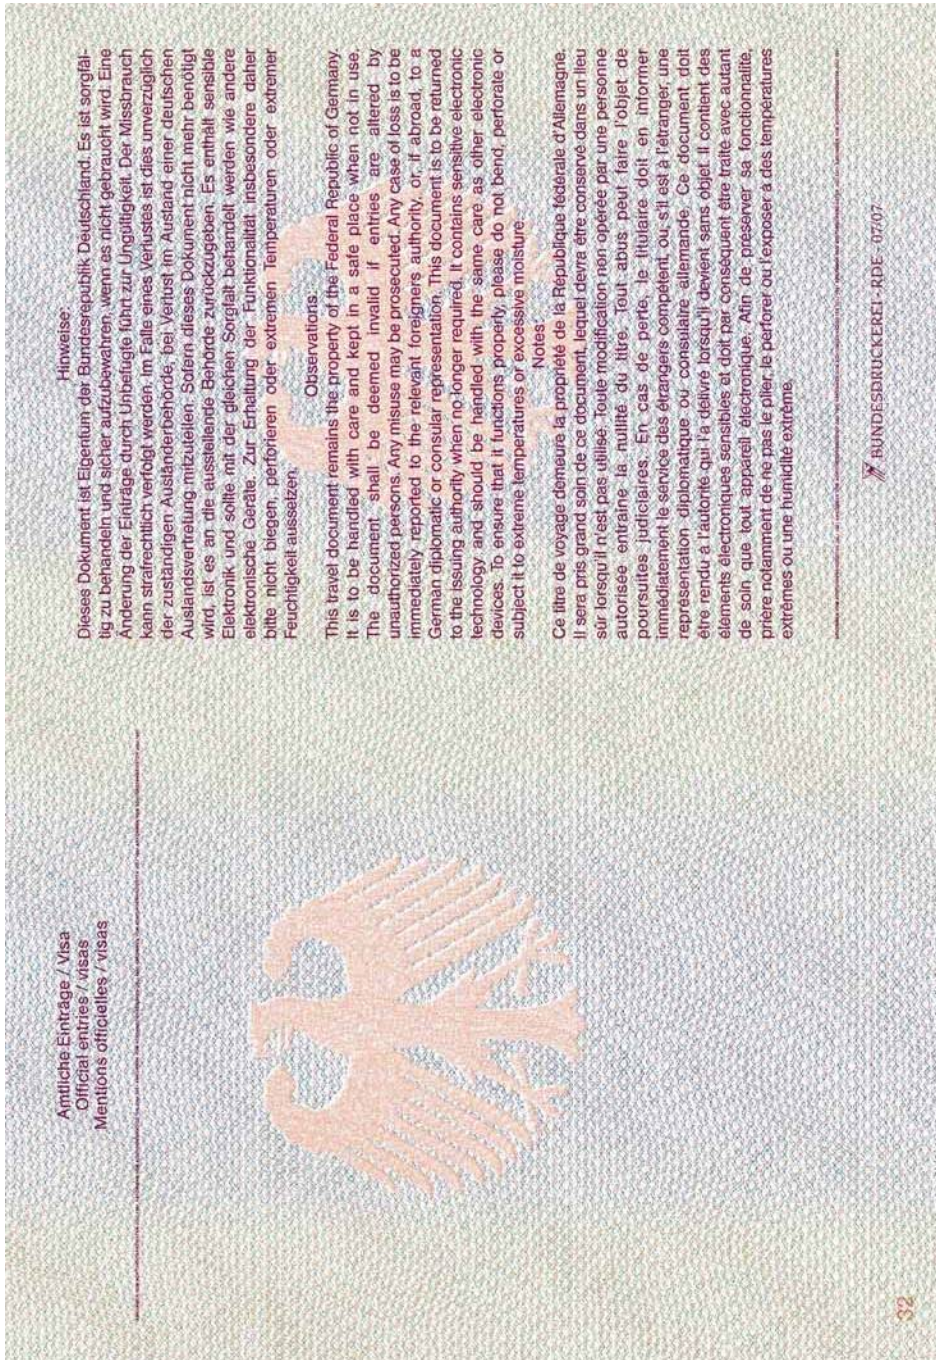 Amtliche Einträge / Visa
Official entries / visas
Mentions officielles / visas
32
Hinweise:
Dieses Dokument ist Eigentum der Bundesrepublik Deutschland. Es ist sorgfäl-
tig zu behandeln und sicher aufzubewahren, wenn es nicht gebraucht wird. Eine
Änderung der Einträge durch Unbefugte führt zur Ungültigkeit. Der Missbrauch
kann strafrechtlich verfolgt werden. Im Falle eines Verlustes ist dies unverzüglich
der zuständigen Ausländerbehörde, bei Verlust im Ausland einer deutschen
Auslandsvertretung mitzuteilen. Sofern dieses Dokument nicht mehr benötigt
wird, ist es an die ausstellende Behörde zurückzugeben. Es enthält sensible
Elektronik und sollte mit der gleichen Sorgfalt behandelt werden wie andere
elektronische Geräte. Zur Erhaltung der Funktionalität insbesondere daher
bitte nicht biegen, perforieren oder extremen Temperaturen oder extremer
Feuchtigkeit aussetzen.
Observations:
This travel document remains the property of the Federal Republic of Germany.
It is to be handled with care and kept in a safe place when not in use.
The document shall be deemed invalid if entries are altered by
unauthorized persons. Any misuse may be prosecuted. Any case of loss is to be
immediately reported to the relevant foreigners authority, or, if abroad, to a
German diplomatic or consular representation. This document is to be returned
to the issuing authority when no longer required. It contains sensitive electronic
technology and should be handled with the same care as other electronic
devices. To ensure that it functions properly, please do not bend, perforate or
subject it to extreme temperatures or excessive moisture.
Notes:
Ce titre de voyage demeure la propriété de la République fédérale d'Allemagne.
Il sera pris grand soin de ce document, lequel devra être conservé dans un lieu
sûr lorsqu'il n'est pas utilisé. Toute modification non opérée par une personne
autorisée entraîne la nullité du titre. Tout abus peut faire l'objet de
poursuites judiciaires. En cas de perte, le titulaire doit en informer
immédiatement le service des étrangers compétent, ou, s'il est à l'étranger, une
représentation diplomatique ou consulaire allemande. Ce document doit
être rendu à l'autorité qui l'a délivré lorsqu'il devient sans objet. Il contient des
éléments électroniques sensibles et doit par conséquent être traité avec autant
de soin que tout appareil électronique. Afin de préserver sa fonctionnalité,
prière notamment de ne pas le plier, le perforer ou l'exposer à des températures
extrêmes ou une humidité extrême.
BUNDESDRUCKEREI - RDE - 07/07